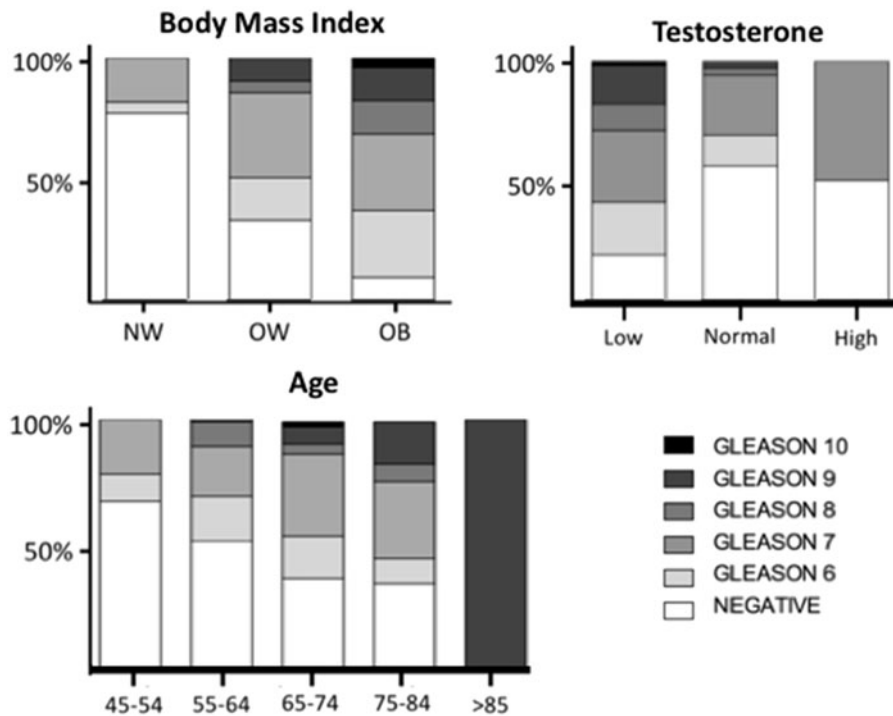 Body Mass Index
100%
50%
NW OW OB
Testosterone
100%
50%
Low Normal High
Age
100%
50%
45-54 55-64 65-74 75-84 >85
GLEASON 10
GLEASON 9
GLEASON 8
GLEASON 7
GLEASON 6
NEGATIVE